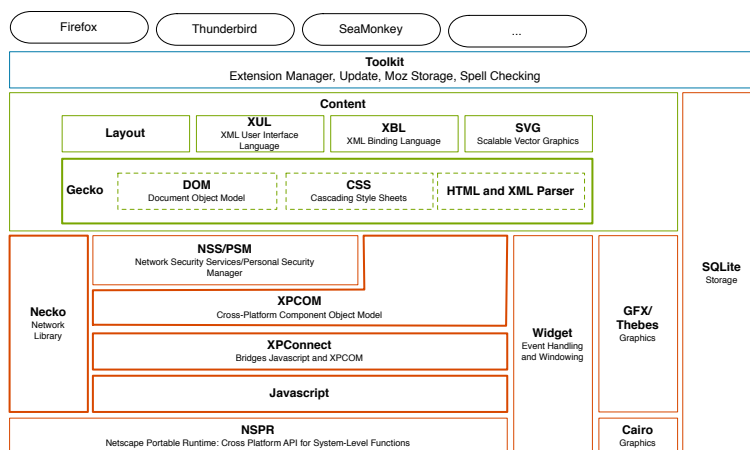 Firefox
Thunderbird
SeaMonkey
...
Toolkit
Extension Manager, Update, Moz Storage, Spell Checking
Content
Layout
XUL
XML User Interface
Language
XBL
XML Binding Language
SVG
Scalable Vector Graphics
Gecko
DOM
Document Object Model
CSS
Cascading Style Sheets
HTML and XML Parser
SQLite
Storage
Necko
Network
Library
NSS/PSM
Network Security Services/Personal Security
Manager
XPCOM
Cross-Platform Component Object Model
XPConnect
Bridges Javascript and XPCOM
Javascript
Widget
Event Handling
and Windowing
GFX/
Thebes
Graphics
NSPR
Netscape Portable Runtime: Cross Platform API for System-Level Functions
Cairo
Graphics